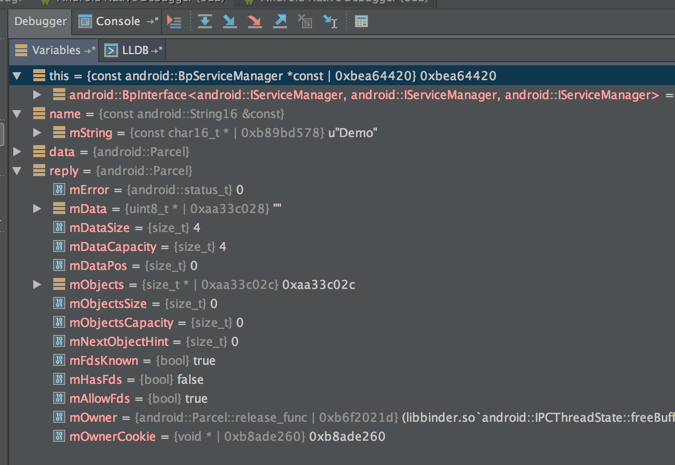 Debugger Console →*
Variables →* LLDB →*
this = {const android::BpServiceManager *const | 0xbea64420} 0xbea64420
android::BpInterface<android::IServiceManager, android::IServiceManager, android::IServiceManager> =
name = {const android::String16 &const}
mString = {const char16_t * | 0xb89bd578} u"Demo"
data = {android::Parcel}
reply = {android::Parcel}
mError = {android::status_t} 0
mData = {uint8_t * | 0xaa33c028} ""
mDataSize = {size_t} 4
mDataCapacity = {size_t} 4
mDataPos = {size_t} 0
mObjects = {size_t * | 0xaa33c02c} 0xaa33c02c
mObjectsSize = {size_t} 0
mObjectsCapacity = {size_t} 0
mNextObjectHint = {size_t} 0
mFdsKnown = {bool} true
mHasFds = {bool} false
mAllowFds = {bool} true
mOwner = {android::Parcel::release_func | 0xb6f2021d} (libbinder.so`android::IPCThreadState::freeBuff
mOwnerCookie = {void * | 0xb8ade260} 0xb8ade260